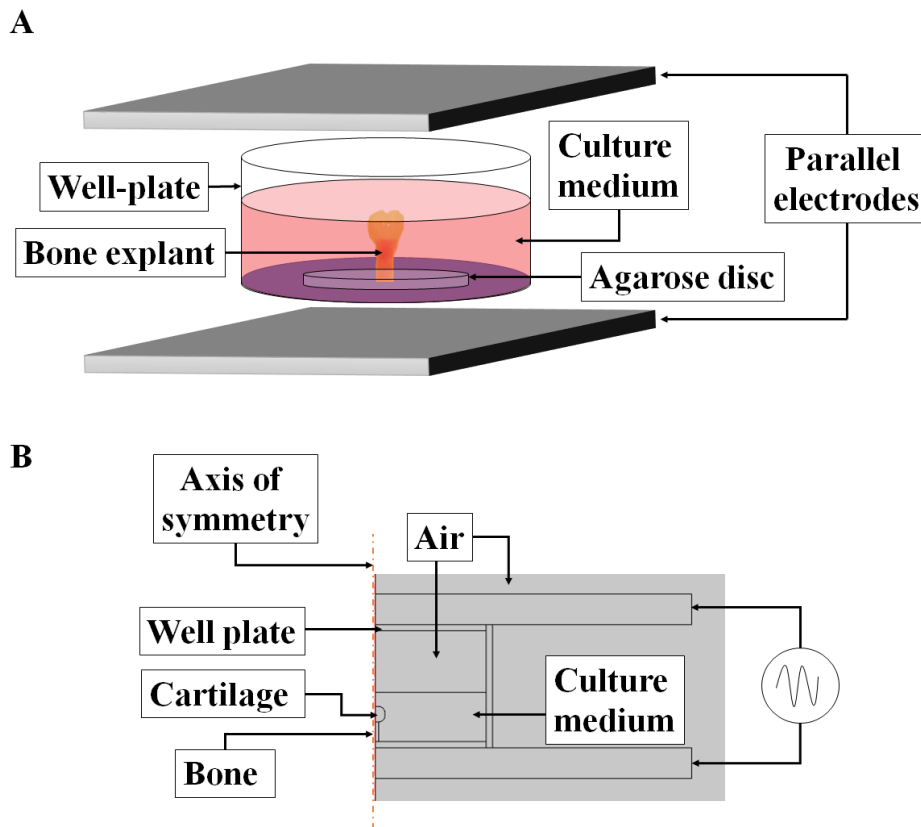 A
Well-plate
Bone explant
Culture
medium
Agarose disc
Parallel
electrodes
B
Axis of
symmetry
Air
Well plate
Cartilage
Bone
Culture
medium